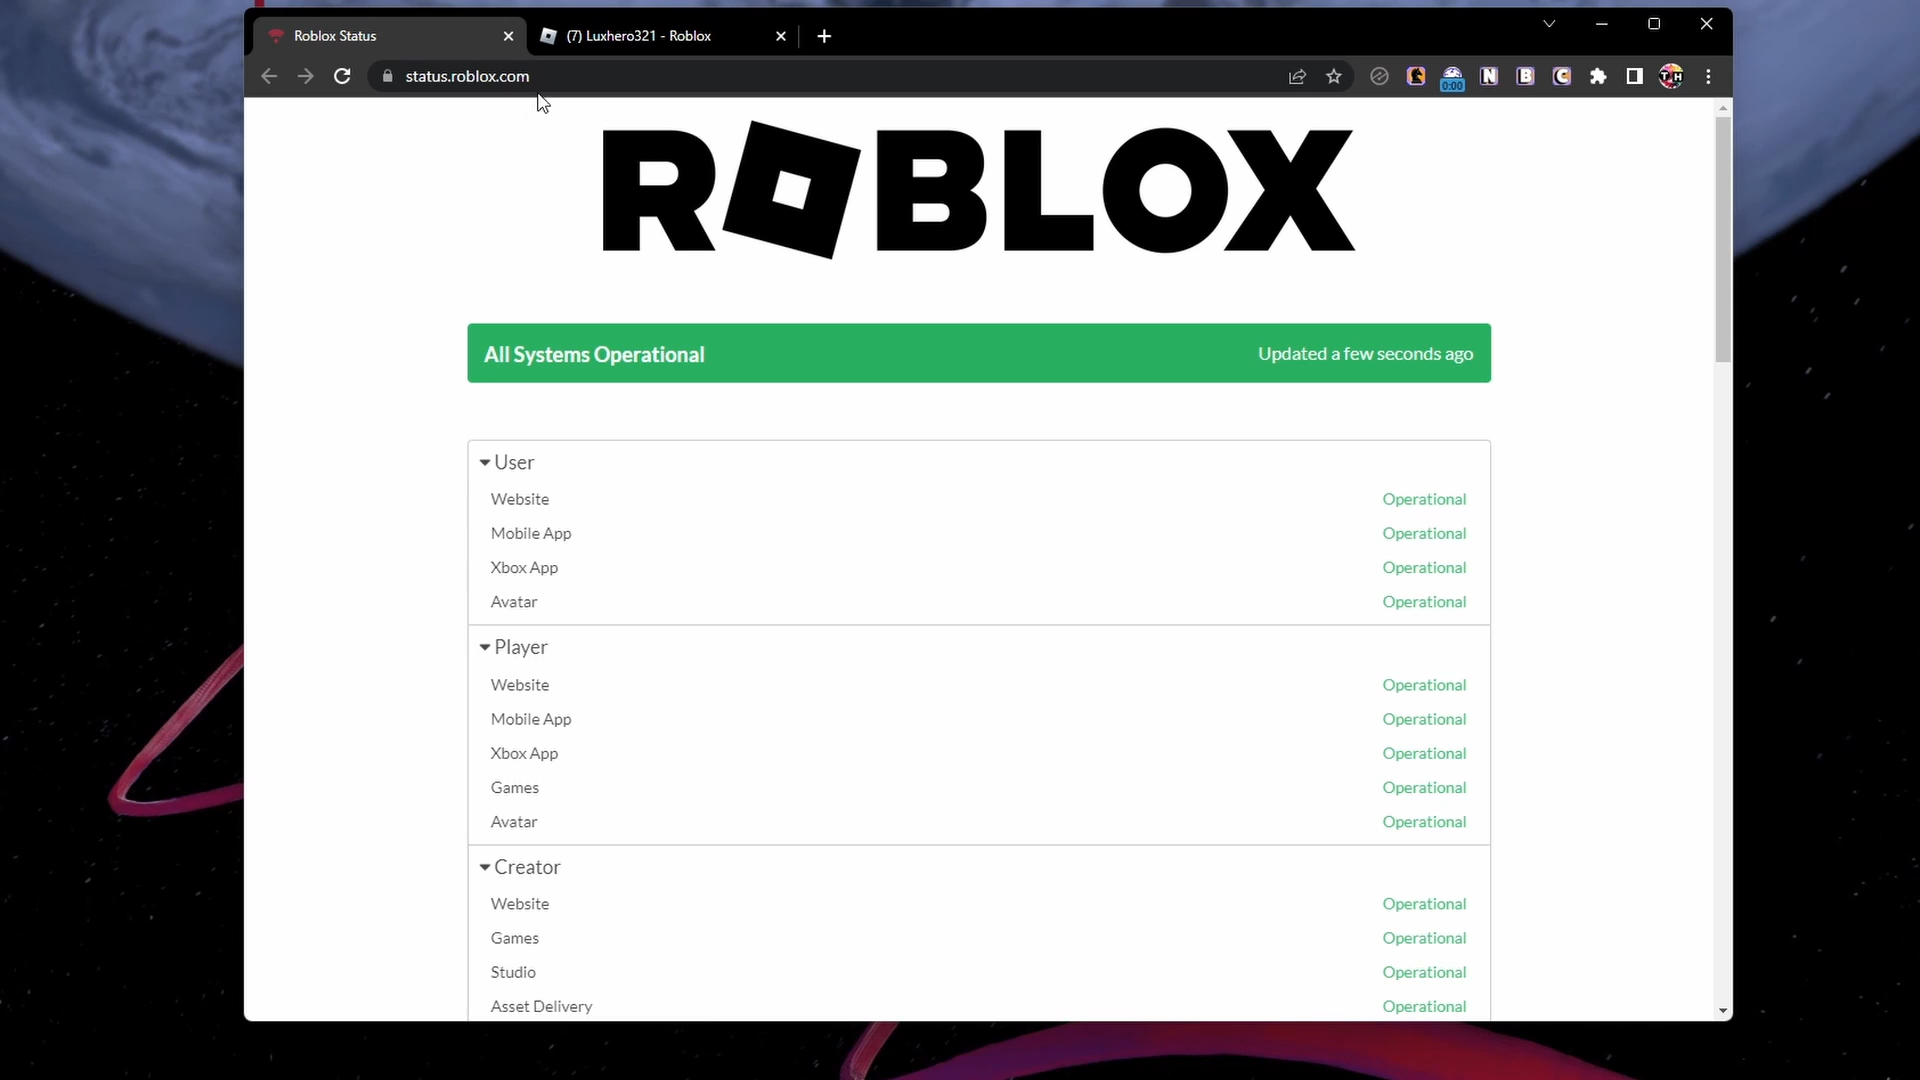 Roblox Status
(7) Luxhero321 - Roblox
status.roblox.com
0:00
N
B
C
T H
ROBLOX
All Systems Operational
Updated a few seconds ago
User
Website Operational
Mobile App Operational
Xbox App Operational
Avatar Operational
Player
Website Operational
Mobile App Operational
Xbox App Operational
Games Operational
Avatar Operational
Creator
Website Operational
Games Operational
Studio Operational
Asset Delivery Operational